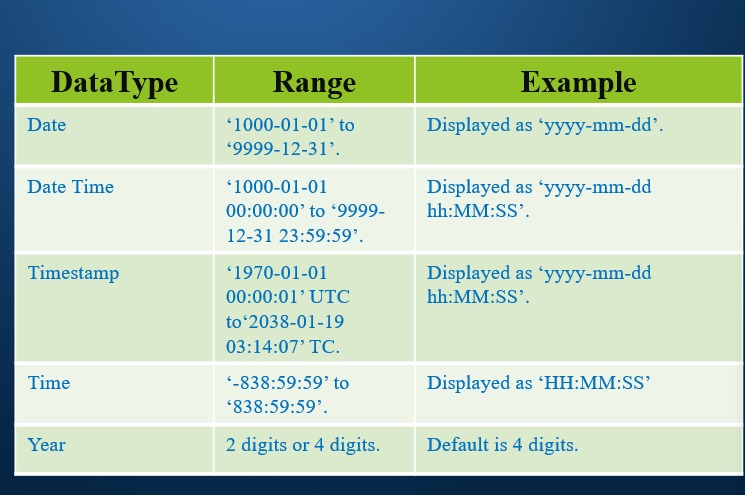 DataType Range Example
Date ‘1000-01-01’ to Displayed as ‘yyyy-mm-dd’.
‘9999-12-31’.
Date Time ‘1000-01-01 Displayed as ‘yyyy-mm-dd
00:00:00’ to ‘9999- hh:MM:SS’.
12-31 23:59:59’.
Timestamp ‘1970-01-01 Displayed as ‘yyyy-mm-dd
00:00:01’ UTC hh:MM:SS’.
to‘2038-01-19
03:14:07’ TC.
Time ‘-838:59:59’ to Displayed as ‘HH:MM:SS’
‘838:59:59’.
Year 2 digits or 4 digits. Default is 4 digits.